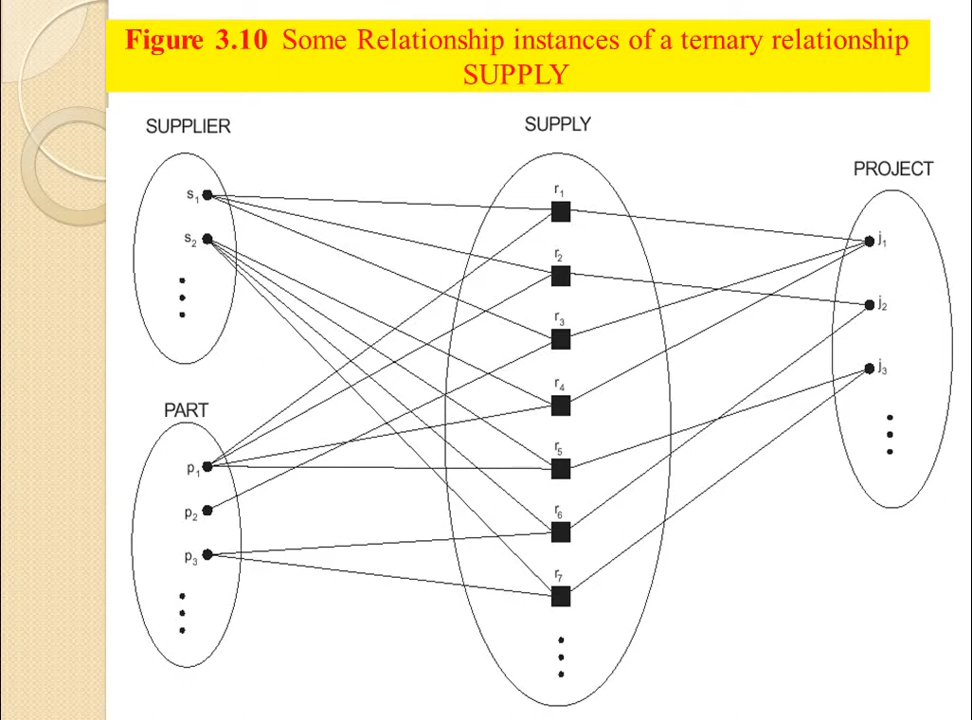 Figure 3.10 Some Relationship instances of a ternary relationship
SUPPLY
SUPPLIER
SUPPLY
PROJECT
s1
s2
r1
r2
r3
r4
r5
r6
r7
j1
j2
j3
PART
p1
p2
p3